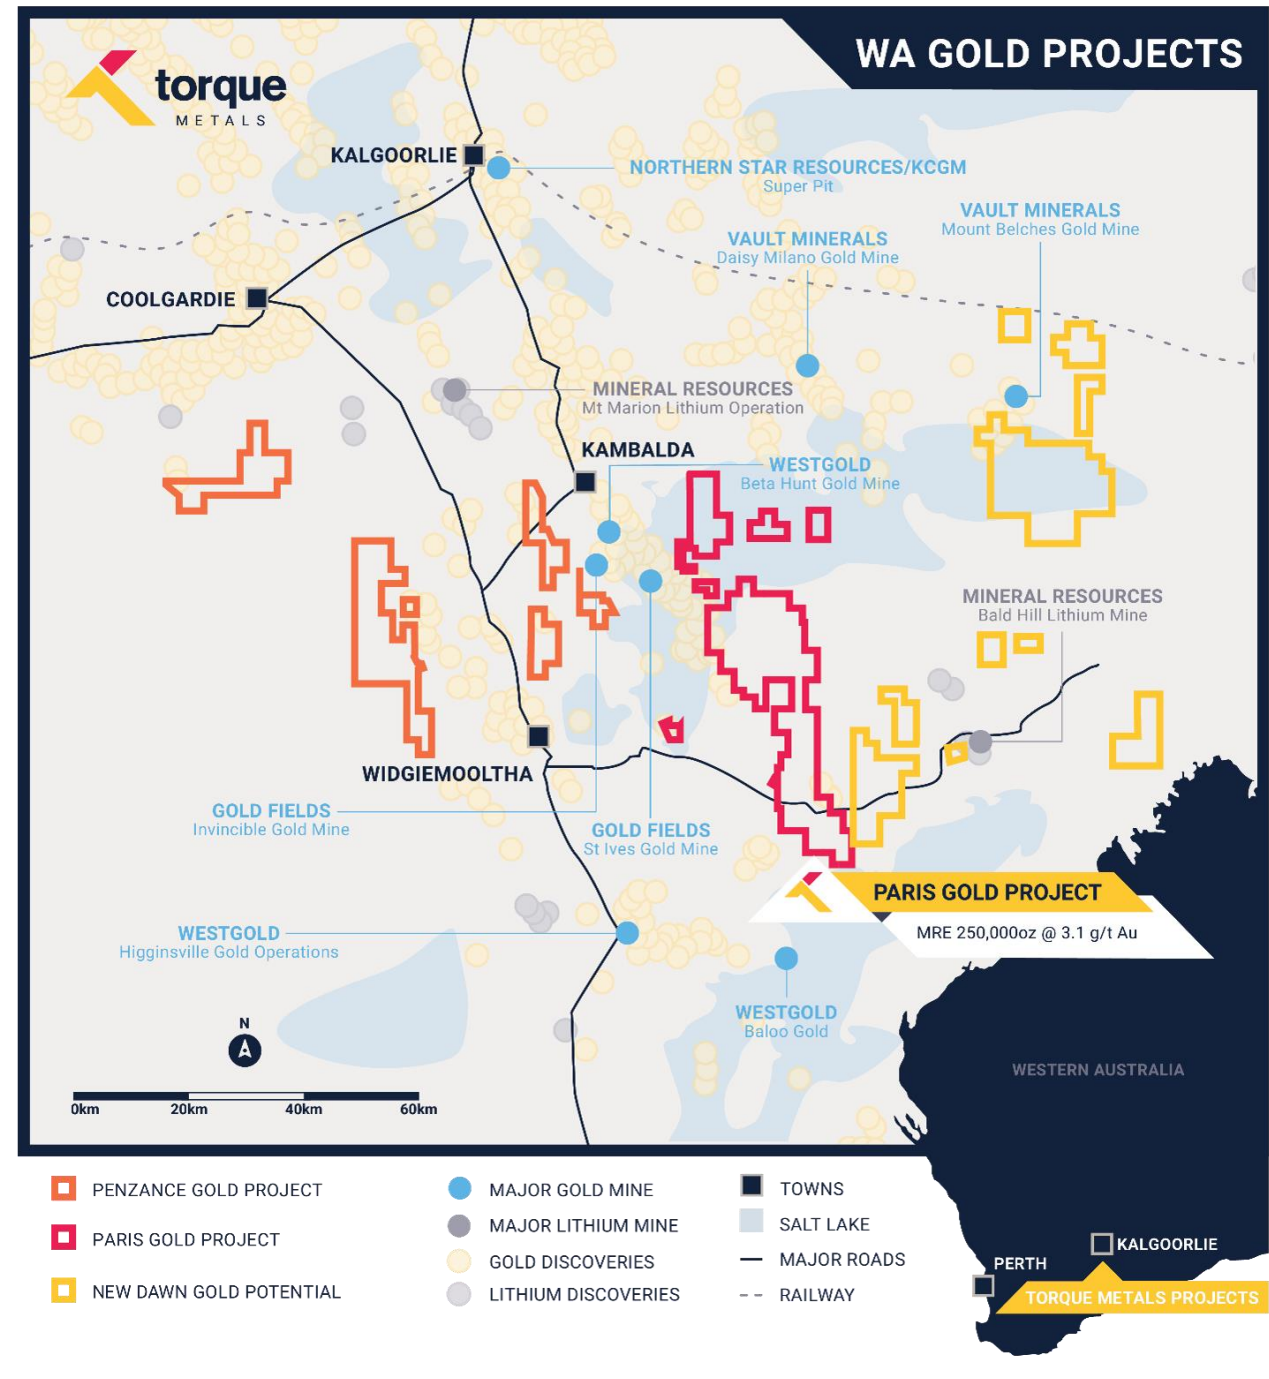 WA GOLD PROJECTS
torque
METALS
KALGOORLIE
NORTHERN STAR RESOURCES/KCGM
Super Pit
VAULT MINERALS
Mount Belches Gold Mine
VAULT MINERALS
Daisy Milano Gold Mine
COOLGARDIE
MINERAL RESOURCES
Mt Marion Lithium Operation
KAMBALDA
WESTGOLD
Beta Hunt Gold Mine
MINERAL RESOURCES
Bald Hill Lithium Mine
WIDGIEMOOLTHA
GOLD FIELDS
Invincible Gold Mine
GOLD FIELDS
St Ives Gold Mine
PARIS GOLD PROJECT
MRE 250,000oz @ 3.1 g/t Au
WESTGOLD
Higginsville Gold Operations
WESTGOLD
Baloo Gold
N
0km 20km 40km 60km
WESTERN AUSTRALIA
PENZANCE GOLD PROJECT
PARIS GOLD PROJECT
NEW DAWN GOLD POTENTIAL
MAJOR GOLD MINE
MAJOR LITHIUM MINE
GOLD DISCOVERIES
LITHIUM DISCOVERIES
TOWNS
SALT LAKE
MAJOR ROADS
RAILWAY
KALGOORLIE
PERTH
TORQUE METALS PROJECTS